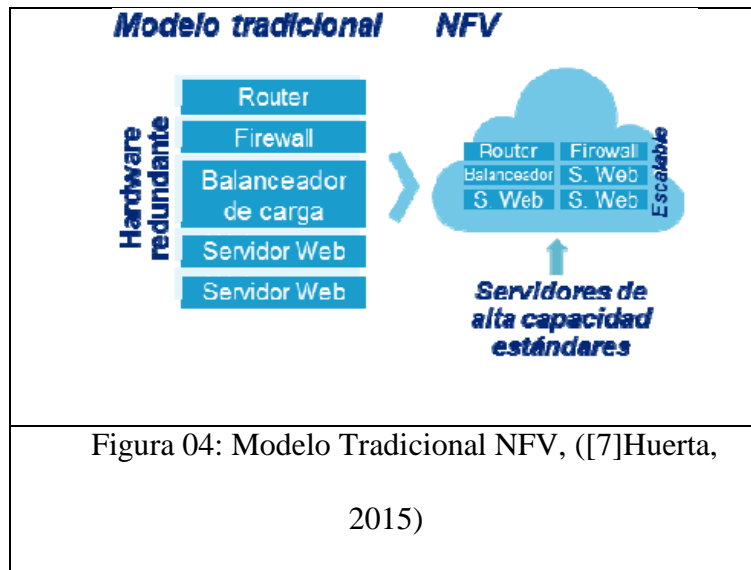 Modelo tradicional NFV
Hardware redundante
Router
Firewall
Balanceador
de carga
Servidor Web
Servidor Web
Router Firowall
Balanceador S. Web
S. Web S. Web
Escalable
Servidores de
alta capacidad
estándares
Figura 04: Modelo Tradicional NFV, ([7]Huerta,
2015)